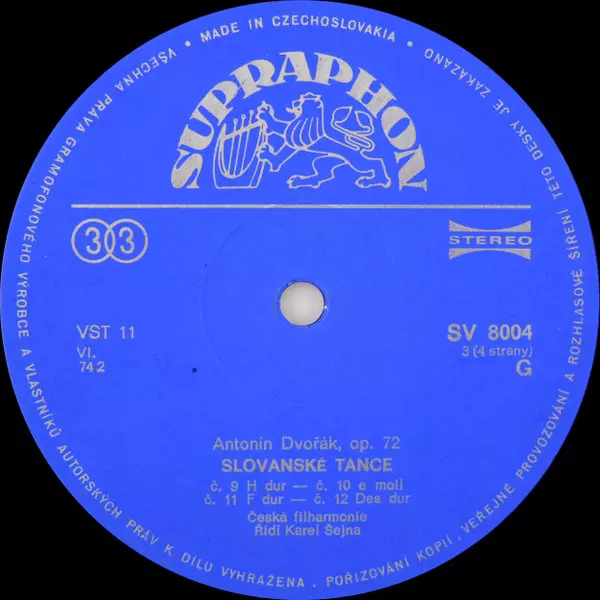 SUPRAPHON
33
STEREO
VST 11
VI.
74 2
SV 8004
3 (4 strany)
G
Antonín Dvořák, op. 72
SLOVANSKÉ TANCE
č. 9 H dur — č. 10 e moll
č. 11 F dur — č. 12 Des dur
Česká filharmonie
Řídí Karel Šejna
VŠECHNA PRÁVA GRAMOFONOVÉHO VÝROBCE A VLASTNÍKŮ AUTORSKÝCH PRÁV K DÍLU VYHRAŽENA . POŘIZOVÁNÍ KOPIÍ, VEŘEJNÉ PROVOZOVÁNÍ A ROZHLASOVÉ ŠÍŘENÍ TÉTO DESKY JE ZAKÁZÁNO
• MADE IN CZECHOSLOVAKIA •